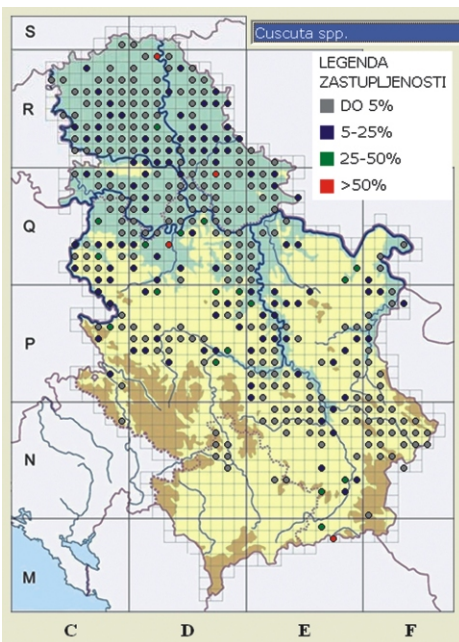 Cuscuta spp.
LEGENDA
ZASTUPLJENOSTI
DO 5%
5-25%
25-50%
>50%
S
R
Q
P
N
M
C D E F